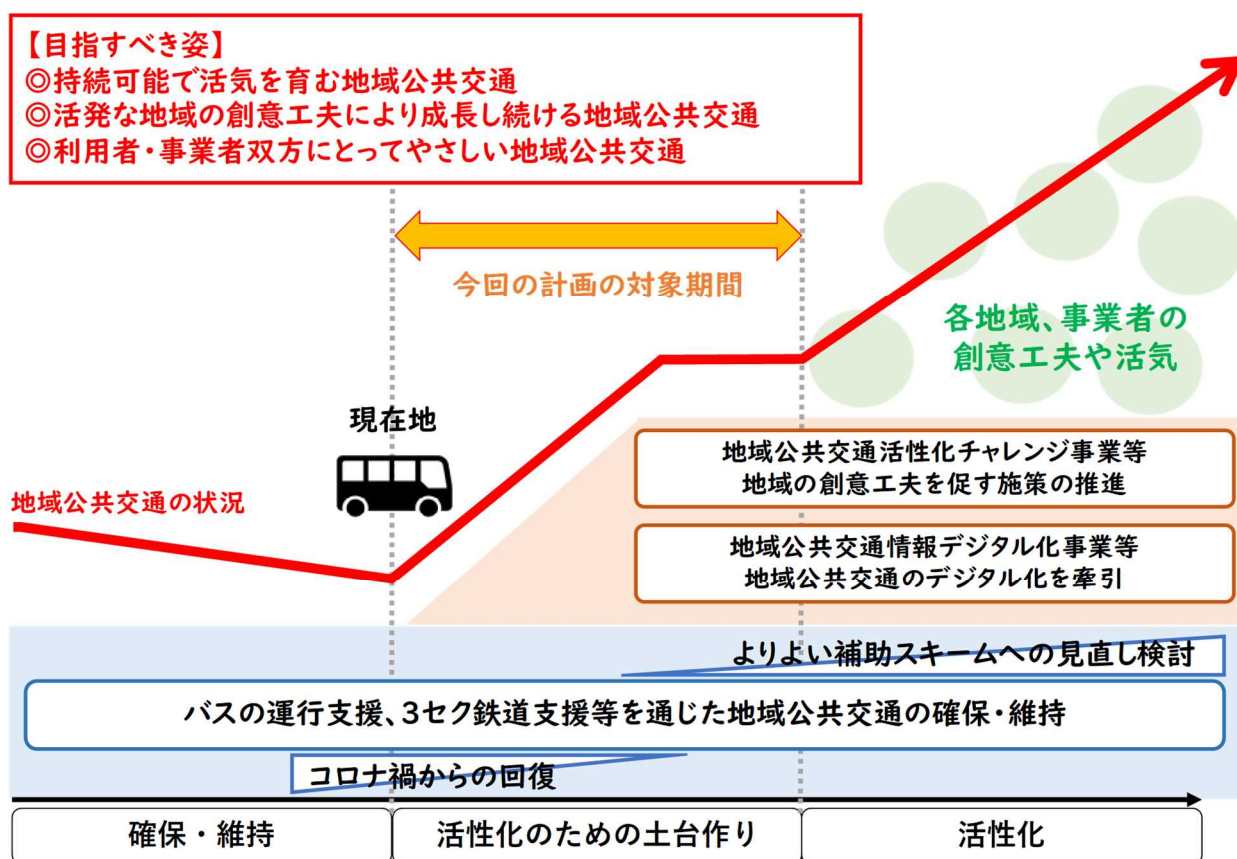 【目指すべき姿】
◎持続可能で活気を育む地域公共交通
◎活発な地域の創意工夫により成長し続ける地域公共交通
◎利用者・事業者双方にとってやさしい地域公共交通
今回の計画の対象期間
各地域、事業者の
創意工夫や活気
現在地
地域公共交通の状況
地域公共交通活性化チャレンジ事業等
地域の創意工夫を促す施策の推進
地域公共交通情報デジタル化事業等
地域公共交通のデジタル化を牽引
よりよい補助スキームへの見直し検討
バスの運行支援、3セク鉄道支援等を通じた地域公共交通の確保・維持
コロナ禍からの回復
確保・維持
活性化のための土台作り
活性化